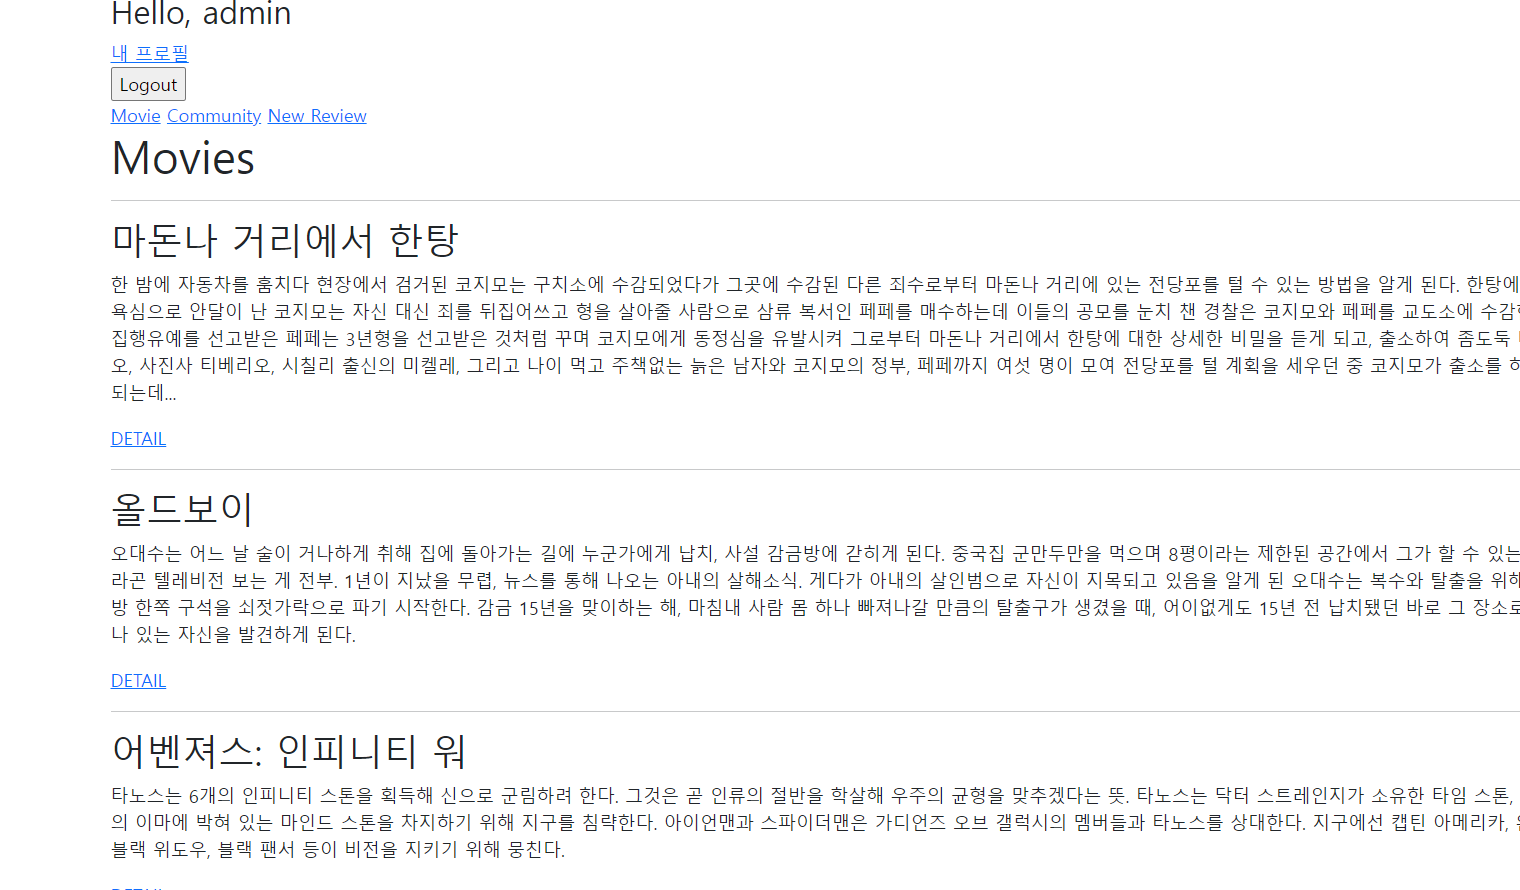 Hello, admin
내 프로필
Logout
Movie Community New Review
Movies
마돈나 거리에서 한탕
한 밤에 자동차를 훔치다 현장에서 검거된 코지모는 구치소에 수감되었다가 그곳에 수감된 다른 죄수로부터 마돈나 거리에 있는 전당포를 털 수 있는 방법을 알게 된다. 한탕에
욕심으로 안달이 난 코지모는 자신 대신 죄를 뒤집어쓰고 형을 살아줄 사람으로 삼류 복서인 페페를 매수하는데 이들의 공모를 눈치 챈 경찰은 코지모와 페페를 교도소에
집행유예를 선고받은 페페는 3년형을 선고받은 것처럼 꾸며 코지모에게 동정심을 유발시켜 그로부터 마돈나 거리에서 한탕에 대한 상세한 비밀을 듣게 되고, 출소하여 좀도둑
오, 사진사 티베리오, 시칠리 출신의 미켈레, 그리고 나이 먹고 주책없는 늙은 남자와 코지모의 정부, 페페까지 여섯 명이 모여 전당포를 털 계획을 세우던 중 코지모가 출소를
되는데...
DETAIL
올드보이
오대수는 어느 날 술이 거나하게 취해 집에 돌아가는 길에 누군가에게 납치, 사설 감금방에 갇히게 된다. 중국집 군만두만을 먹으며 8평이라는 제한된 공간에서 그가 할 수 있는
라곤 텔레비전 보는 게 전부. 1년이 지났을 무렵, 뉴스를 통해 나오는 아내의 살해소식. 게다가 아내의 살인범으로 자신이 지목되고 있음을 알게 된 오대수는 복수와 탈출을 위해
방 한쪽 구석을 쇠젓가락으로 파기 시작한다. 감금 15년을 맞이하는 해, 마침내 사람 몸 하나 빠져나갈 만큼의 탈출구가 생겼을 때, 어이없게도 15년 전 납치됐던 바로 그 장소로
나 있는 자신을 발견하게 된다.
DETAIL
어벤져스: 인피니티 워
타노스는 6개의 인피니티 스톤을 획득해 신으로 군림하려 한다. 그것은 곧 인류의 절반을 학살해 우주의 균형을 맞추겠다는 뜻. 타노스는 닥터 스트레인지가 소유한 타임 스톤,
의 이마에 박혀 있는 마인드 스톤을 차지하기 위해 지구를 침략한다. 아이언맨과 스파이더맨은 가디언즈 오브 갤럭시의 멤버들과 타노스를 상대한다. 지구에선 캡틴 아메리카,
블랙 위도우, 블랙 팬서 등이 비전을 지키기 위해 뭉친다.